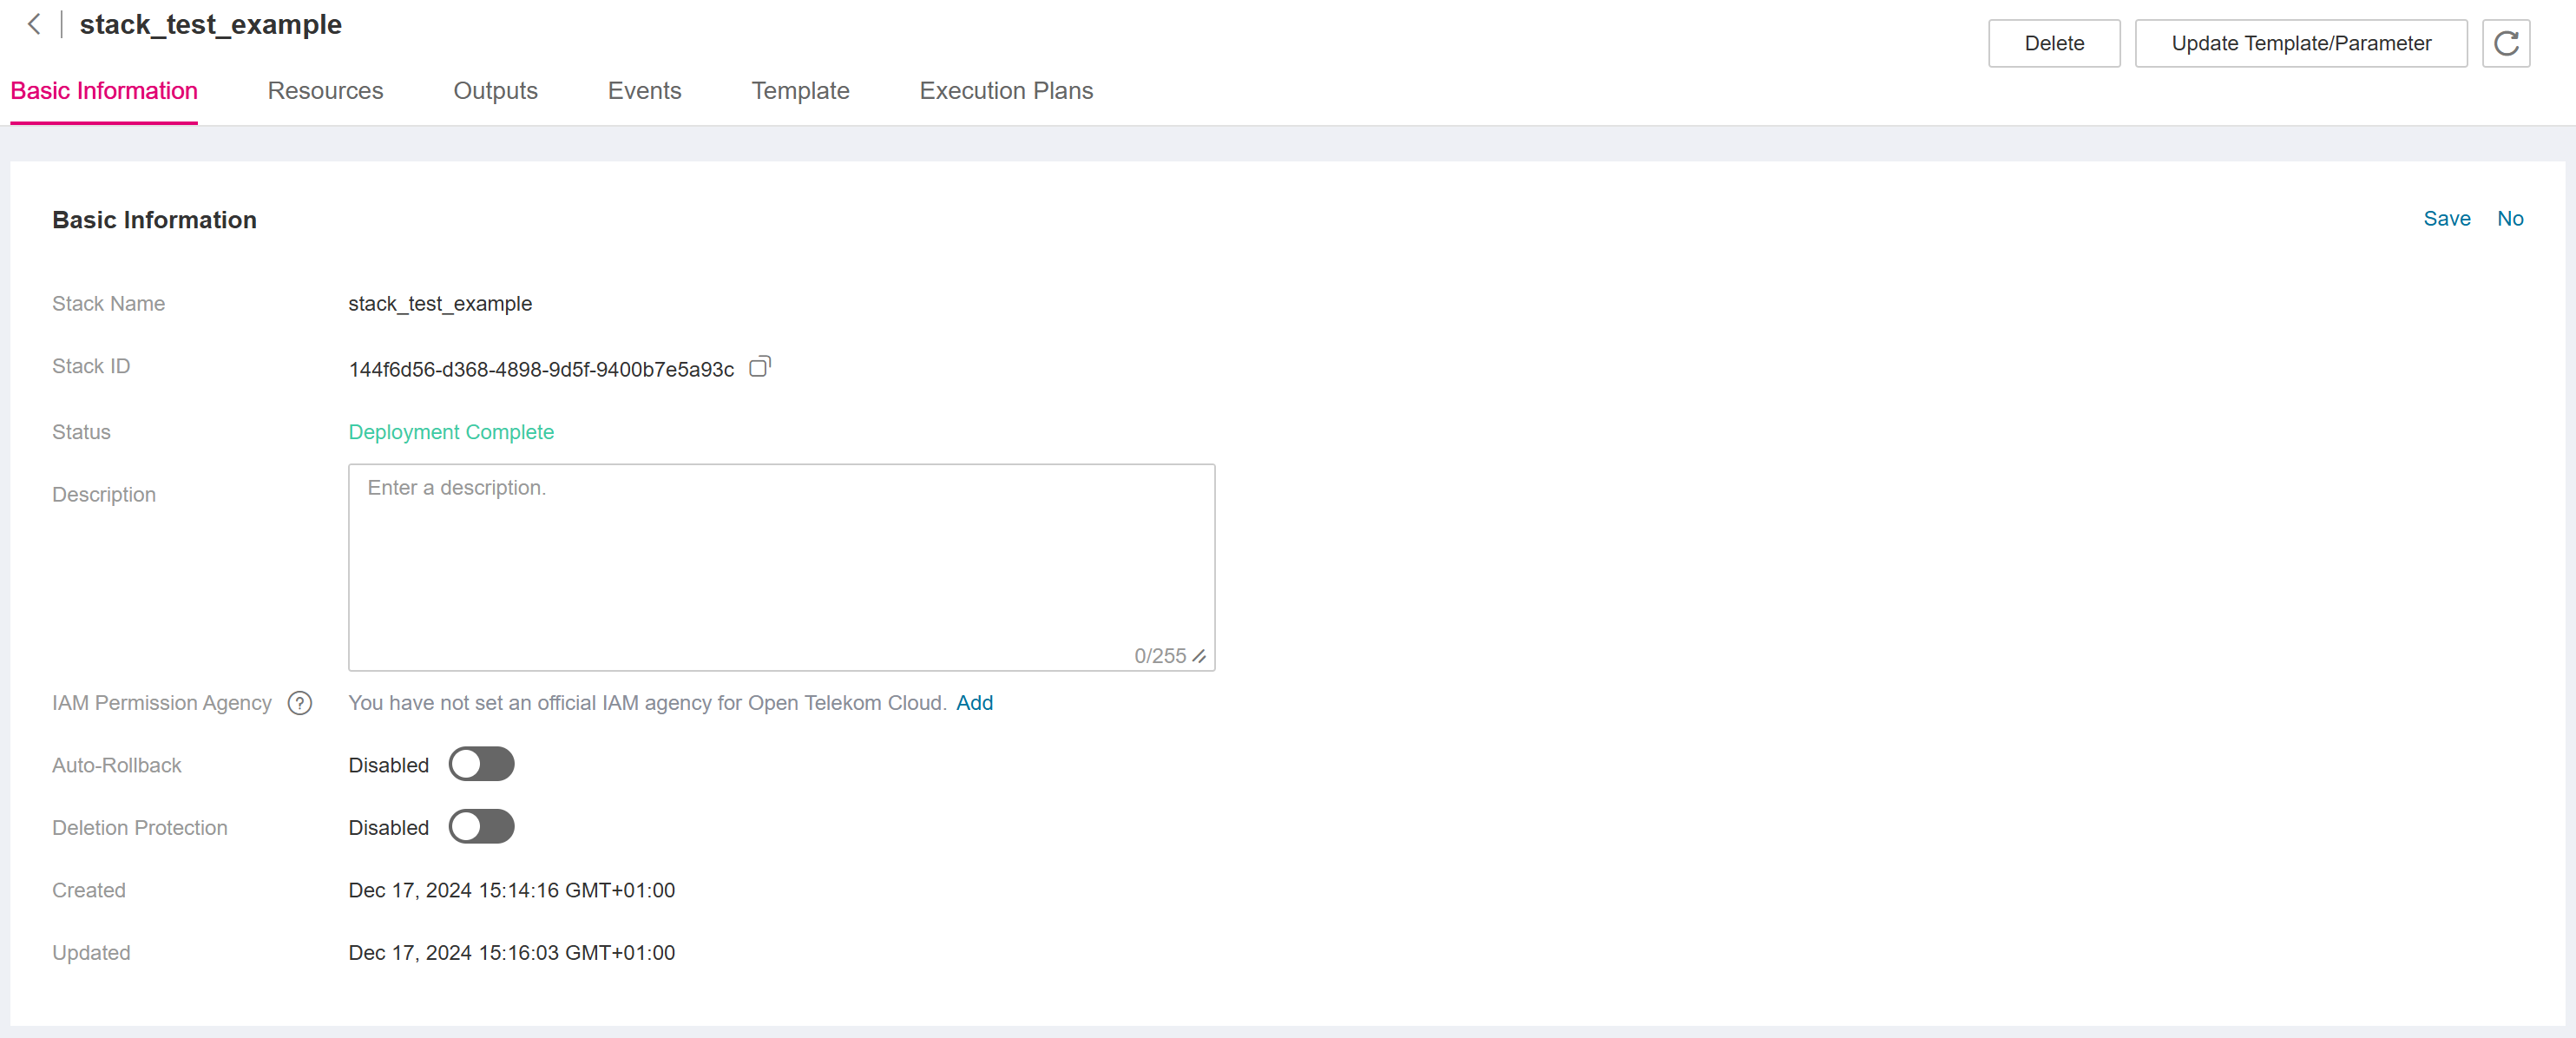 stack_test_example
Delete
Update Template/Parameter
Basic Information
Resources
Outputs
Events
Template
Execution Plans
Basic Information
Save
No
Stack Name
stack_test_example
Stack ID
144f6d56-d368-4898-9d5f-9400b7e5a93c
Status
Deployment Complete
Description
Enter a description.
0/255
IAM Permission Agency ?
You have not set an official IAM agency for Open Telekom Cloud. Add
Auto-Rollback
Disabled
Deletion Protection
Disabled
Created
Dec 17, 2024 15:14:16 GMT+01:00
Updated
Dec 17, 2024 15:16:03 GMT+01:00